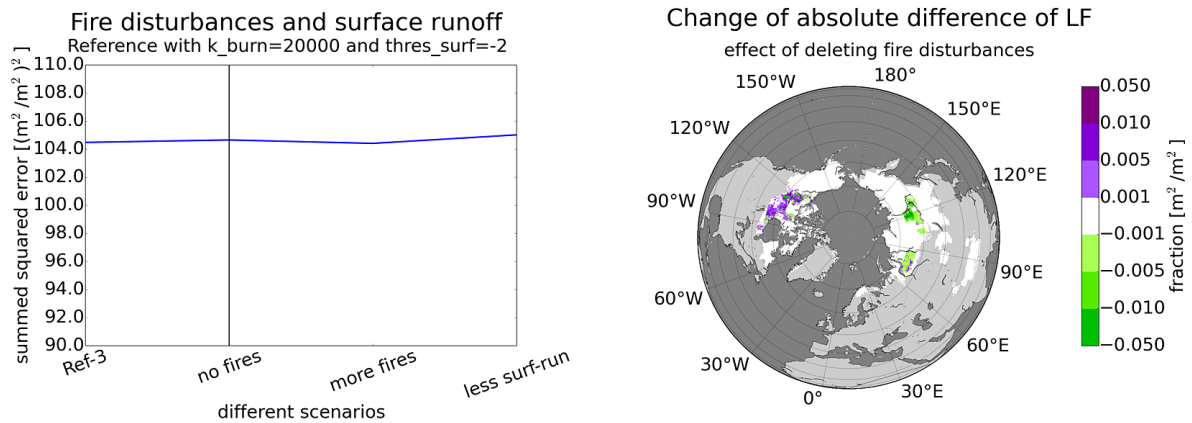 Fire disturbances and surface runoff
Reference with k_burn=20000 and thres_surf=-2
summed squared error [(m² /m² )² ]
110.0
108.0
106.0
104.0
102.0
100.0
98.0
96.0
94.0
92.0
90.0
Ref-3
no fires
more fires
less surf-run
different scenarios
Change of absolute difference of LF
effect of deleting fire disturbances
180°
150°W
150°E
120°W
120°E
90°W
90°E
60°W
60°E
30°W
30°E
0°
0.050
0.010
0.005
0.001
−0.001
−0.005
−0.010
−0.050
fraction [m² /m² ]